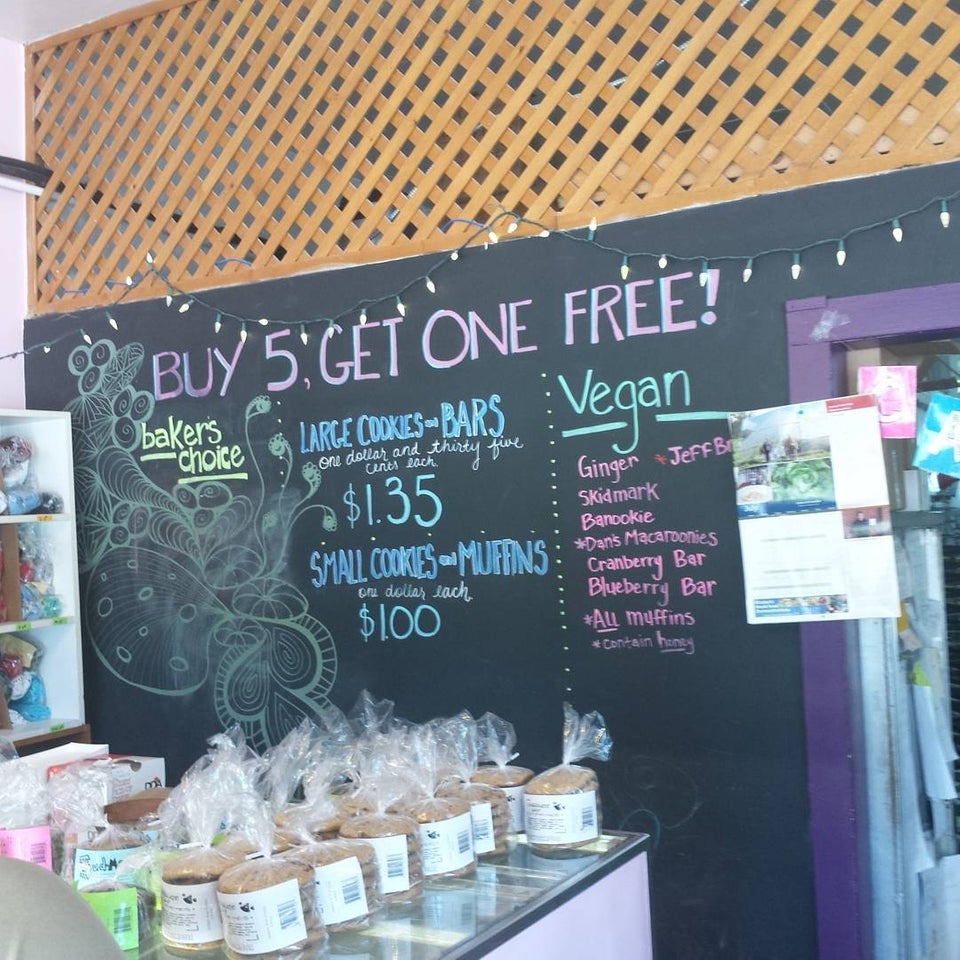 BUY 5, GET ONE FREE!
baker's
choice
LARGE COOKIES and BARS
one dollar and thirty five
cents each.
$1.35
SMALL COOKIES and MUFFINS
one dollar each.
$1.00
Vegan
Ginger *Jeff B
Skidmark
Banookie
*Dan's Macaroonies
Cranberry Bar
Blueberry Bar
*All muffins
*contain honey